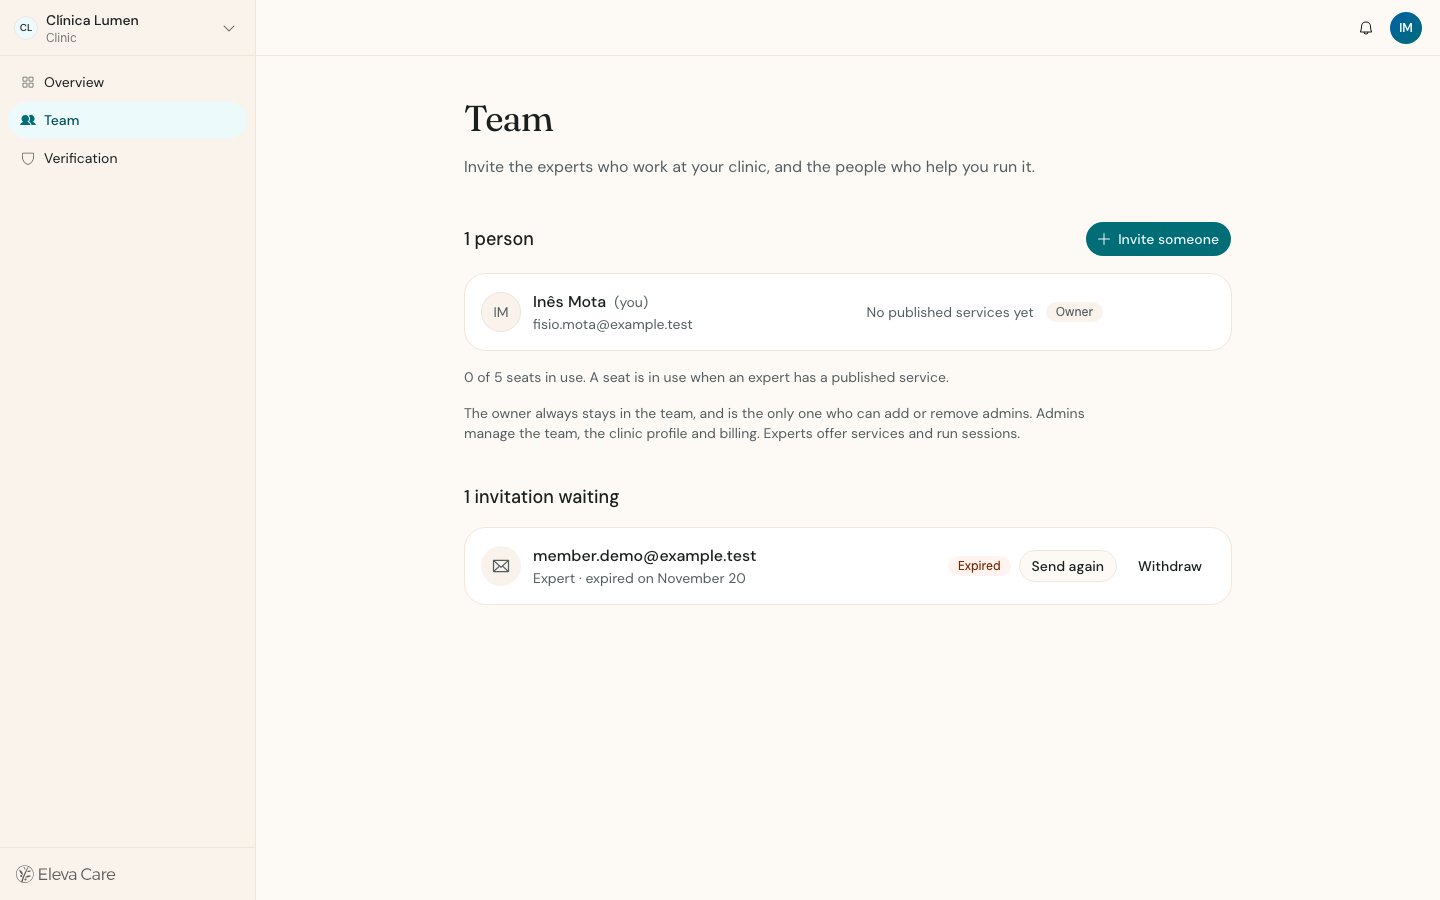 CL
Clínica Lumen
Clinic
IM
Overview
Team
Verification
Team
Invite the experts who work at your clinic, and the people who help you run it.
1 person
Invite someone
IM
Inês Mota (you)
fisio.mota@example.test
No published services yet
Owner
0 of 5 seats in use. A seat is in use when an expert has a published service.
The owner always stays in the team, and is the only one who can add or remove admins. Admins
manage the team, the clinic profile and billing. Experts offer services and run sessions.
1 invitation waiting
member.demo@example.test
Expert · expired on November 20
Expired
Send again
Withdraw
Eleva Care